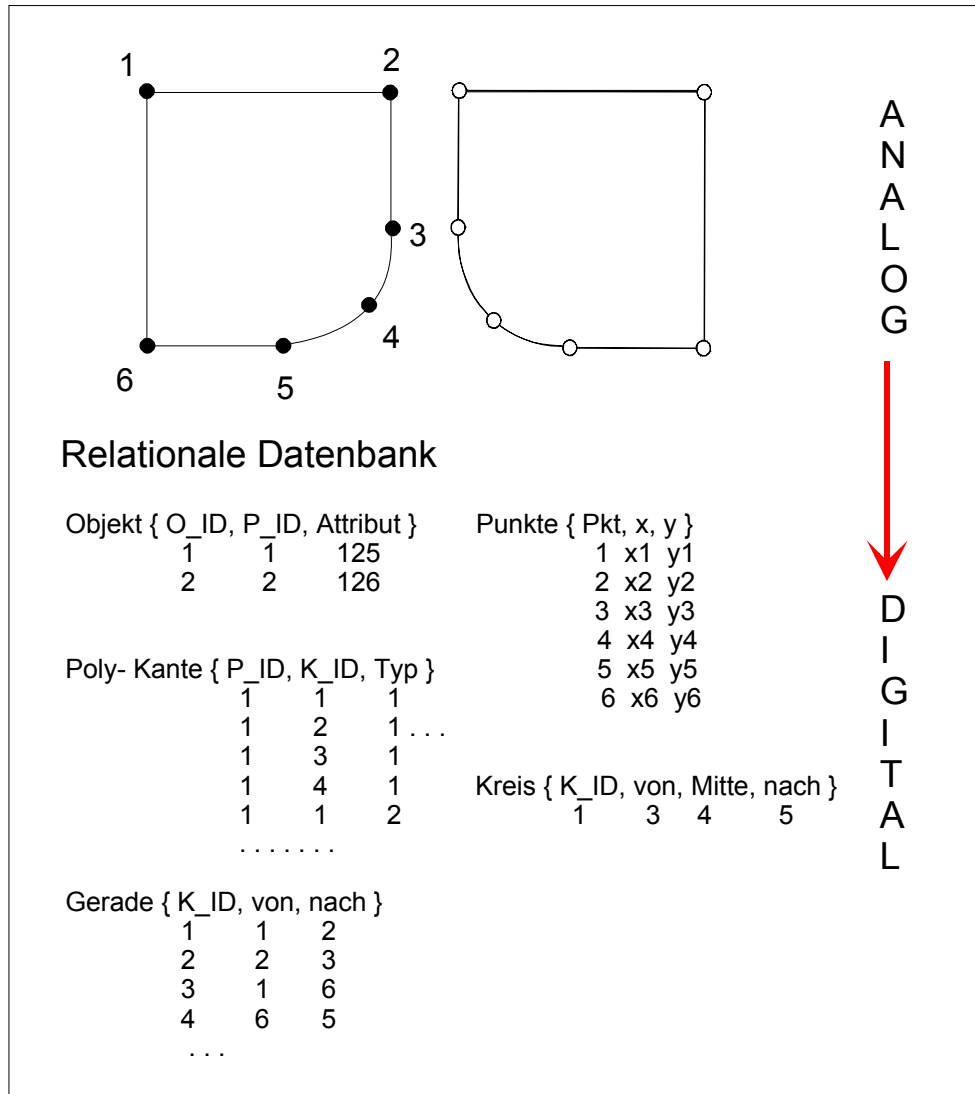 1
2
3
4
5
6
ANALOG
Relationale Datenbank
Objekt { O_ID, P_ID, Attribut }
1 1 125
2 2 126
Poly- Kante { P_ID, K_ID, Typ }
1 1 1
1 2 1 . . .
1 3 1
1 4 1
1 1 2
. . . . . . .
Gerade { K_ID, von, nach }
1 1 2
2 2 3
3 1 6
4 6 5
. . .
Punkte { Pkt, x, y }
1 x1 y1
2 x2 y2
3 x3 y3
4 x4 y4
5 x5 y5
6 x6 y6
Kreis { K_ID, von, Mitte, nach }
1 3 4 5
DIGITAL